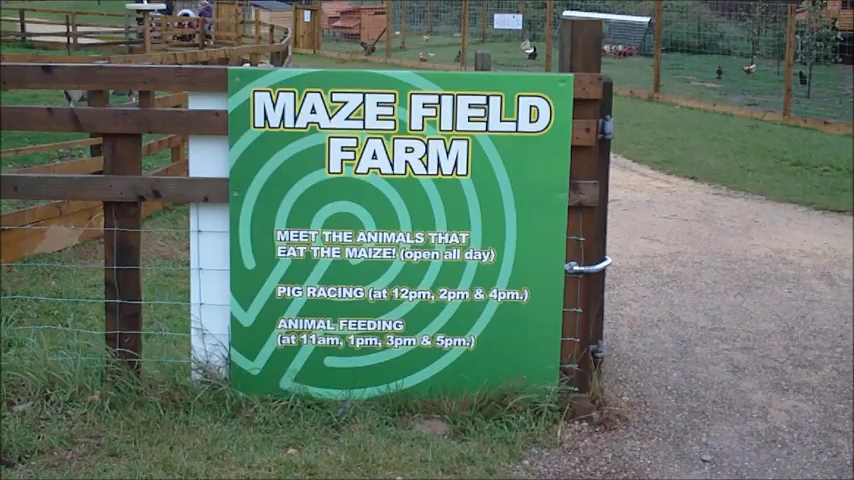 MAZE FIELD
FARM
MEET THE ANIMALS THAT
EAT THE MAIZE! (open all day)
PIG RACING (at 12pm, 2pm & 4pm.)
ANIMAL FEEDING
(at 11am, 1pm, 3pm & 5pm.)